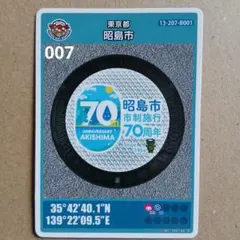 東京都
昭島市
13-207-B001
007
70th
ANNIVERSARY
AKISHIMA
昭島市
市制施行
70周年
35°42'40.1"N
139°22'09.5"E